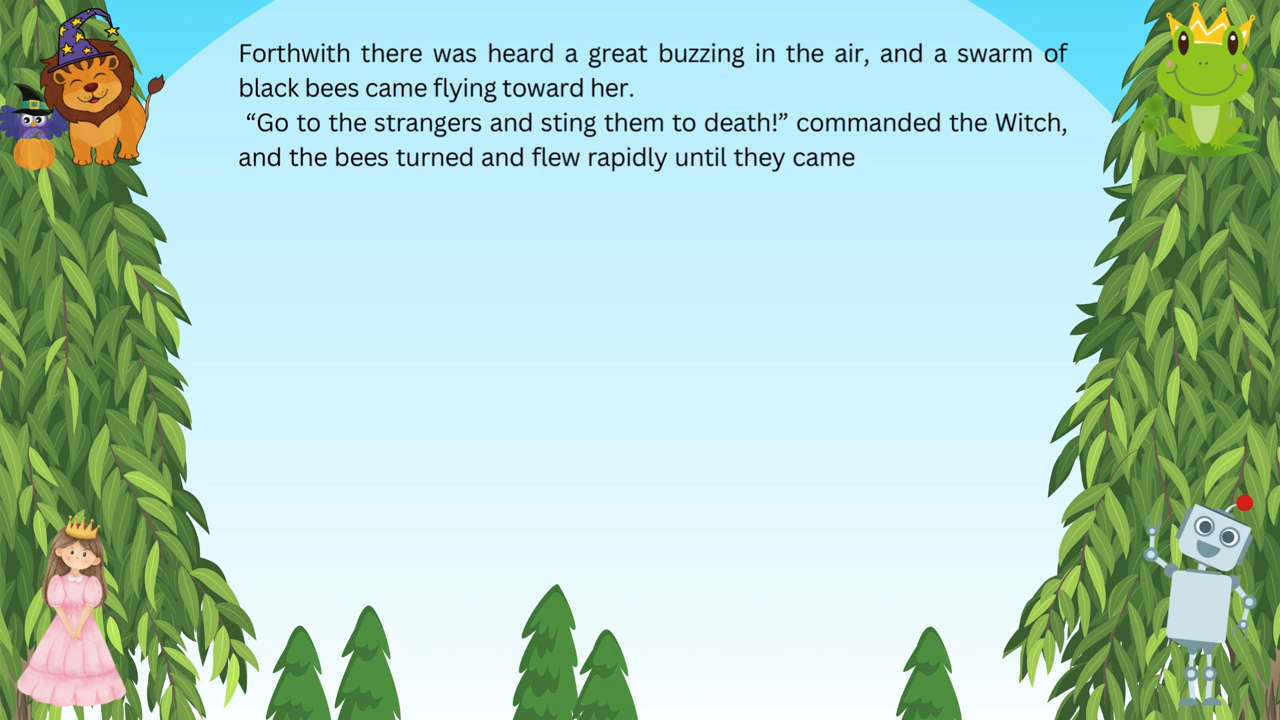 Forthwith there was heard a great buzzing in the air, and a swarm of
black bees came flying toward her.
“Go to the strangers and sting them to death!” commanded the Witch,
and the bees turned and flew rapidly until they came